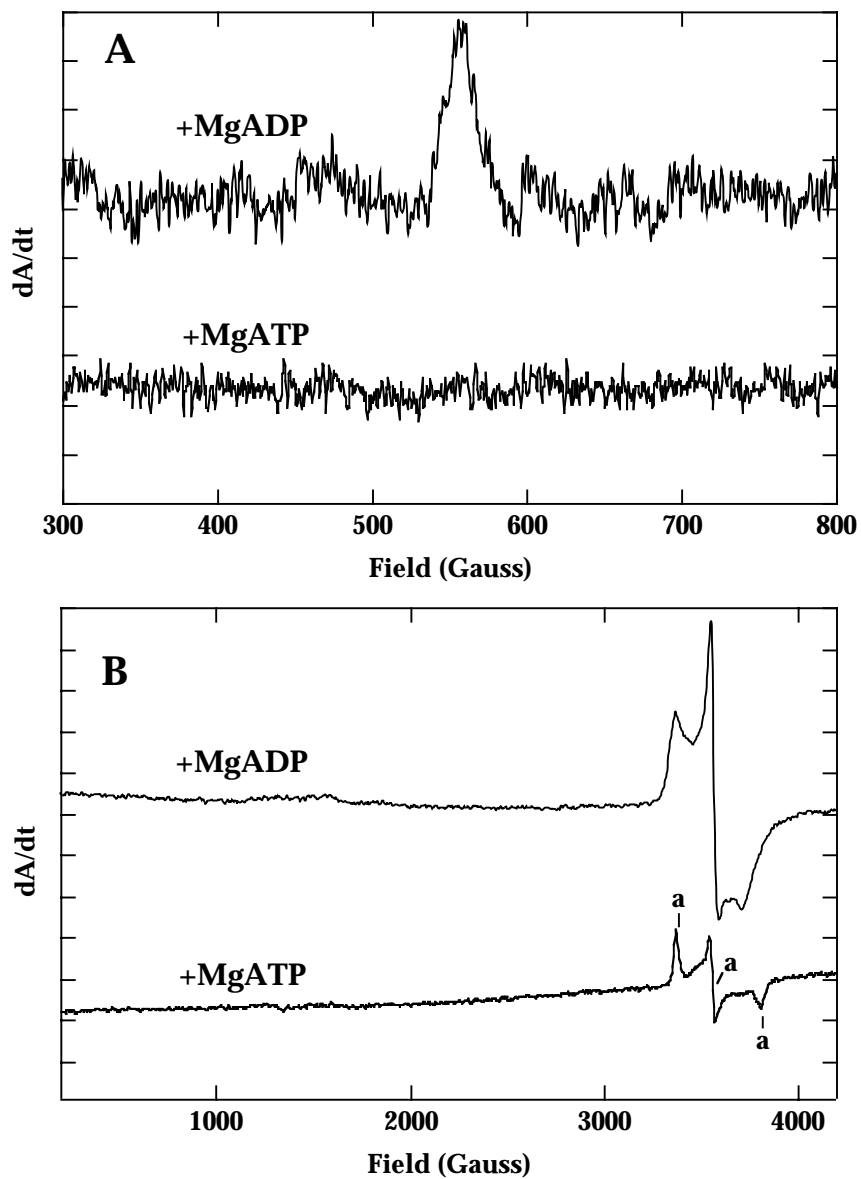 A
+MgADP
+MgATP
dA/dt
300 400 500 600 700 800
Field (Gauss)
B
+MgADP
a
+MgATP
a
a
dA/dt
1000 2000 3000 4000
Field (Gauss)